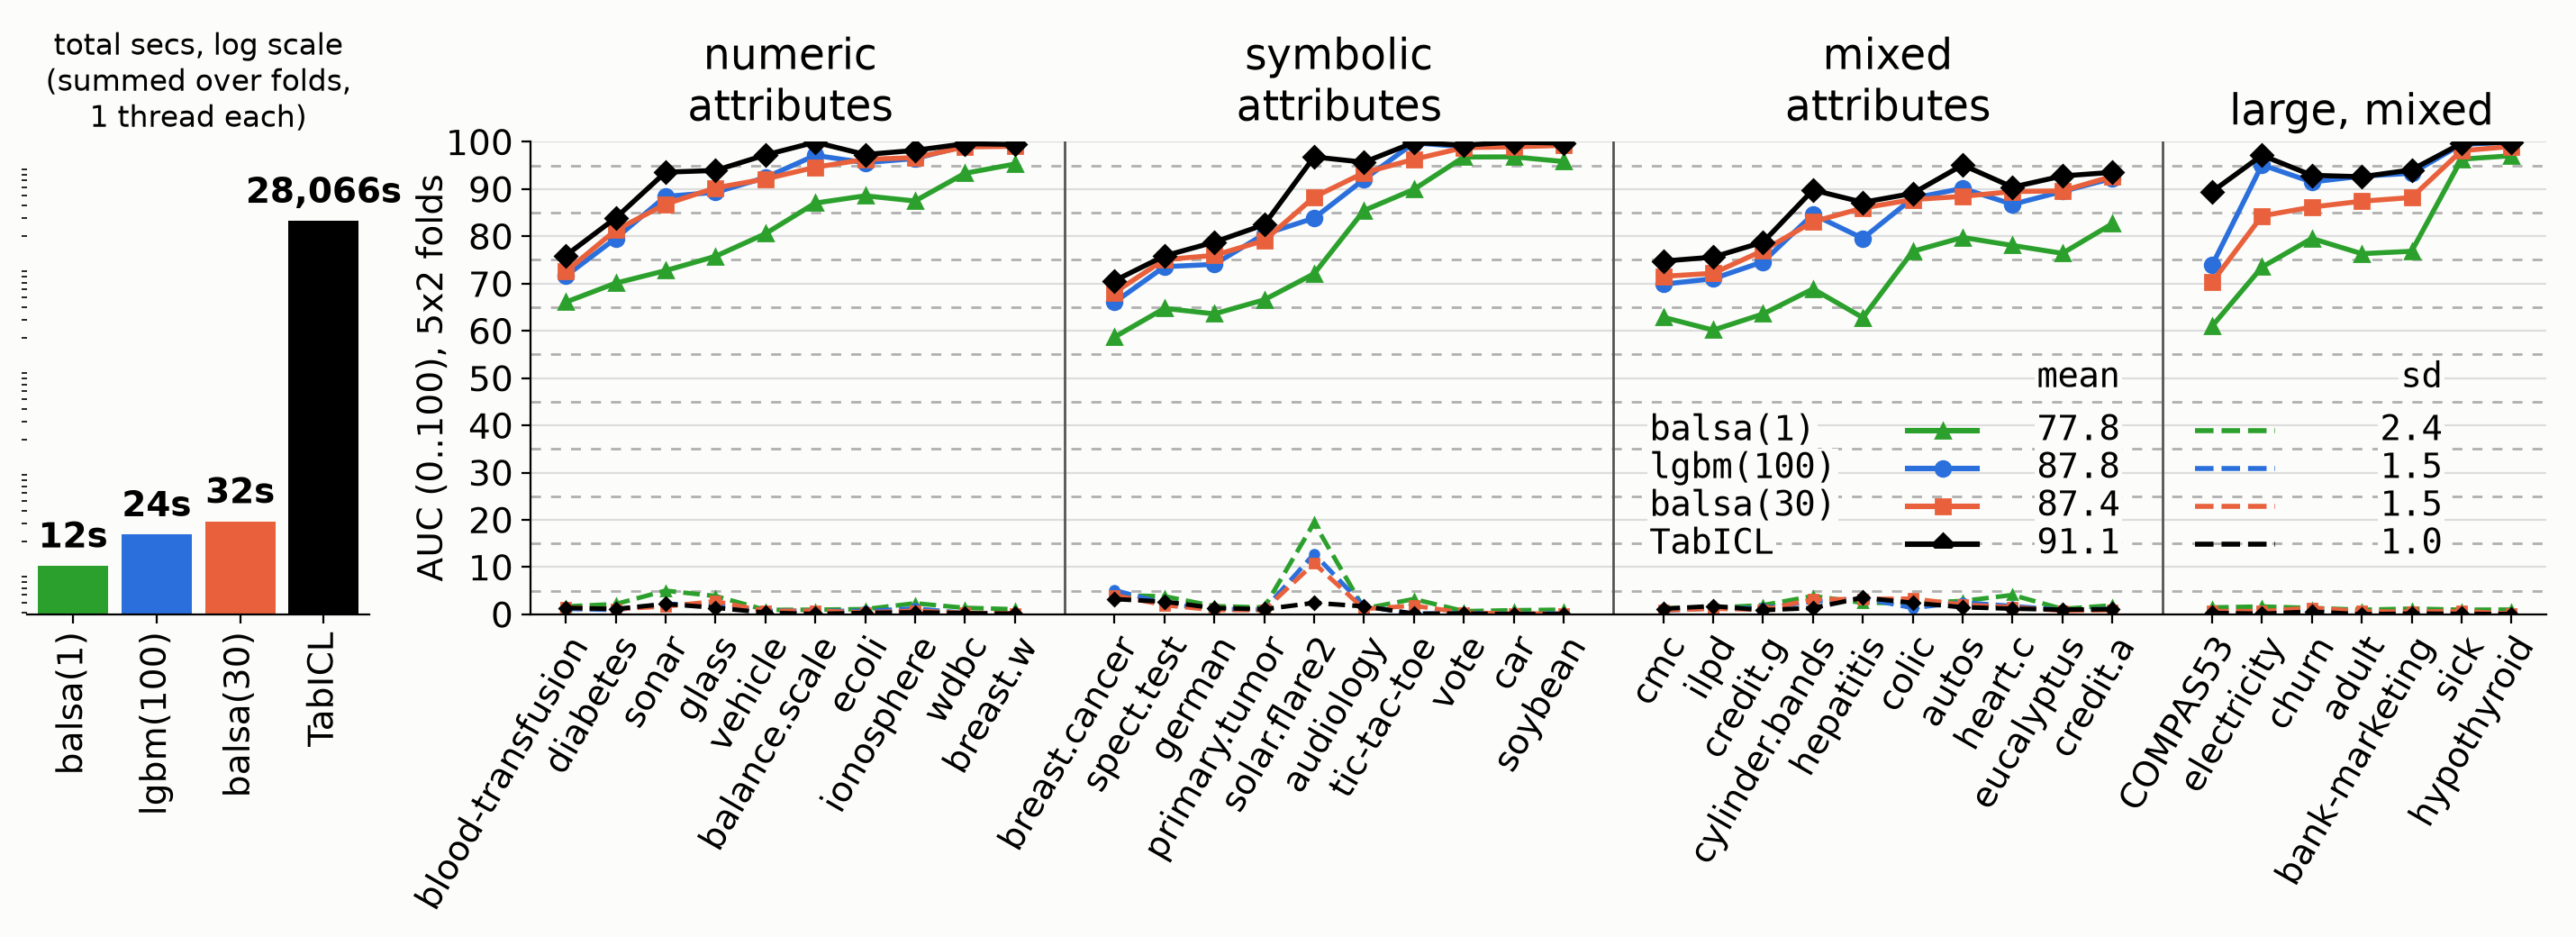 total secs, log scale
(summed over folds,
1 thread each)
28,066s
12s
24s
32s
balsa(1)
lgbm(100)
balsa(30)
TabICL
AUC (0..100), 5x2 folds
100
90
80
70
60
50
40
30
20
10
0
numeric
attributes
symbolic
attributes
mixed
attributes
large, mixed
mean sd
balsa(1) 77.8 2.4
lgbm(100) 87.8 1.5
balsa(30) 87.4 1.5
TabICL 91.1 1.0
blood-transfusion
diabetes
sonar
glass
vehicle
balance.scale
ecoli
ionosphere
wdbc
breast.w
breast.cancer
spect.test
german
primary.tumor
solar.flare2
audiology
tic-tac-toe
vote
car
soybean
cmc
ilpd
credit.g
cylinder.bands
hepatitis
colic
autos
heart.c
eucalyptus
credit.a
COMPAS53
electricity
churn
adult
bank-marketing
sick
hypothyroid